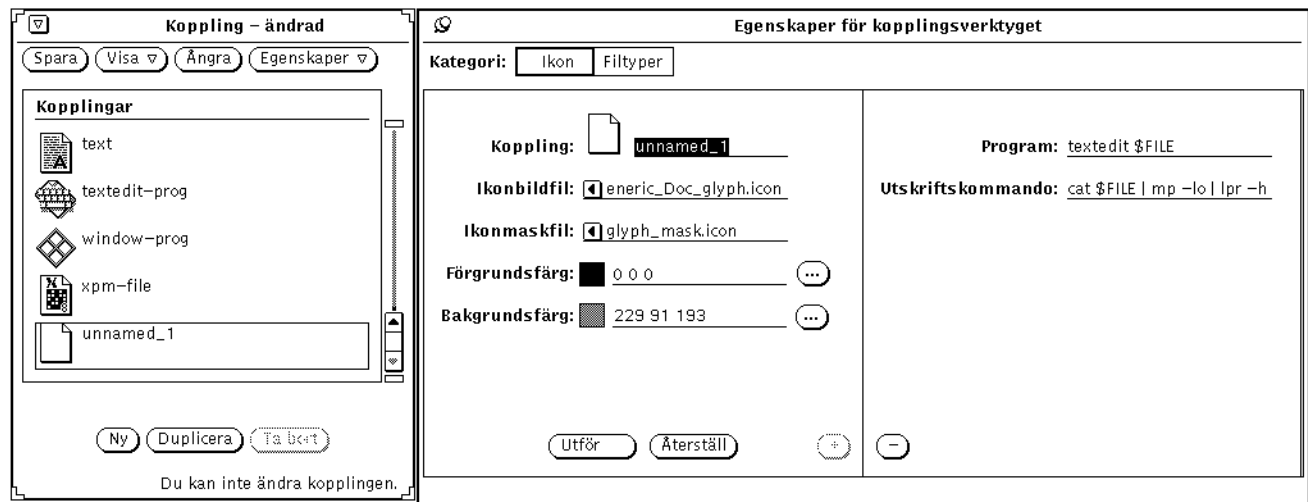 Koppling – ändrad
Spara Visa Ångra Egenskaper
Kopplingar
text
textedit–prog
window–prog
xpm–file
unnamed_1
Ny Duplicera Ta bort
Du kan inte ändra kopplingen.
Egenskaper för kopplingsverktyget
Kategori: Ikon Filtyper
Koppling: unnamed_1
Ikonbildfil: eneric_Doc_glyph.icon
Ikonmaskfil: glyph_mask.icon
Förgrundsfärg: 0 0 0 ...
Bakgrundsfärg: 229 91 193 ...
Utför Återställ +
Program: textedit $FILE
Utskriftskommando: cat $FILE | mp –lo | lpr –h
–